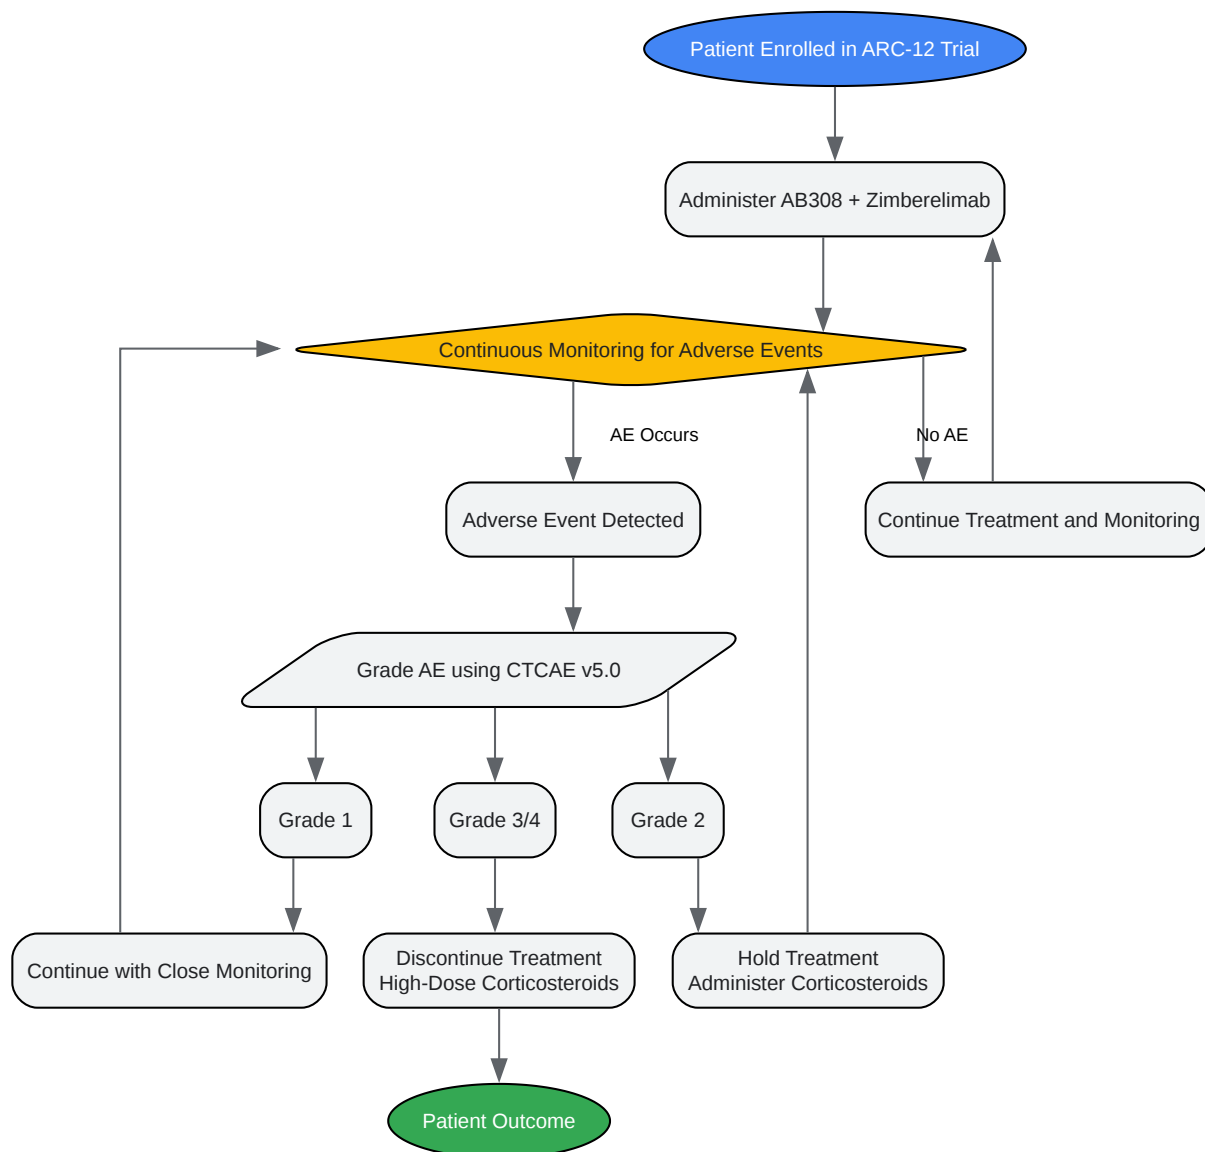 Patient Enrolled in ARC-12 Trial
Administer AB308 + Zimberelimab
Continuous Monitoring for Adverse Events
AE Occurs
No AE
Adverse Event Detected
Continue Treatment and Monitoring
Grade AE using CTCAE v5.0
Grade 1
Grade 3/4
Grade 2
Continue with Close Monitoring
Discontinue Treatment
High-Dose Corticosteroids
Hold Treatment
Administer Corticosteroids
Patient Outcome